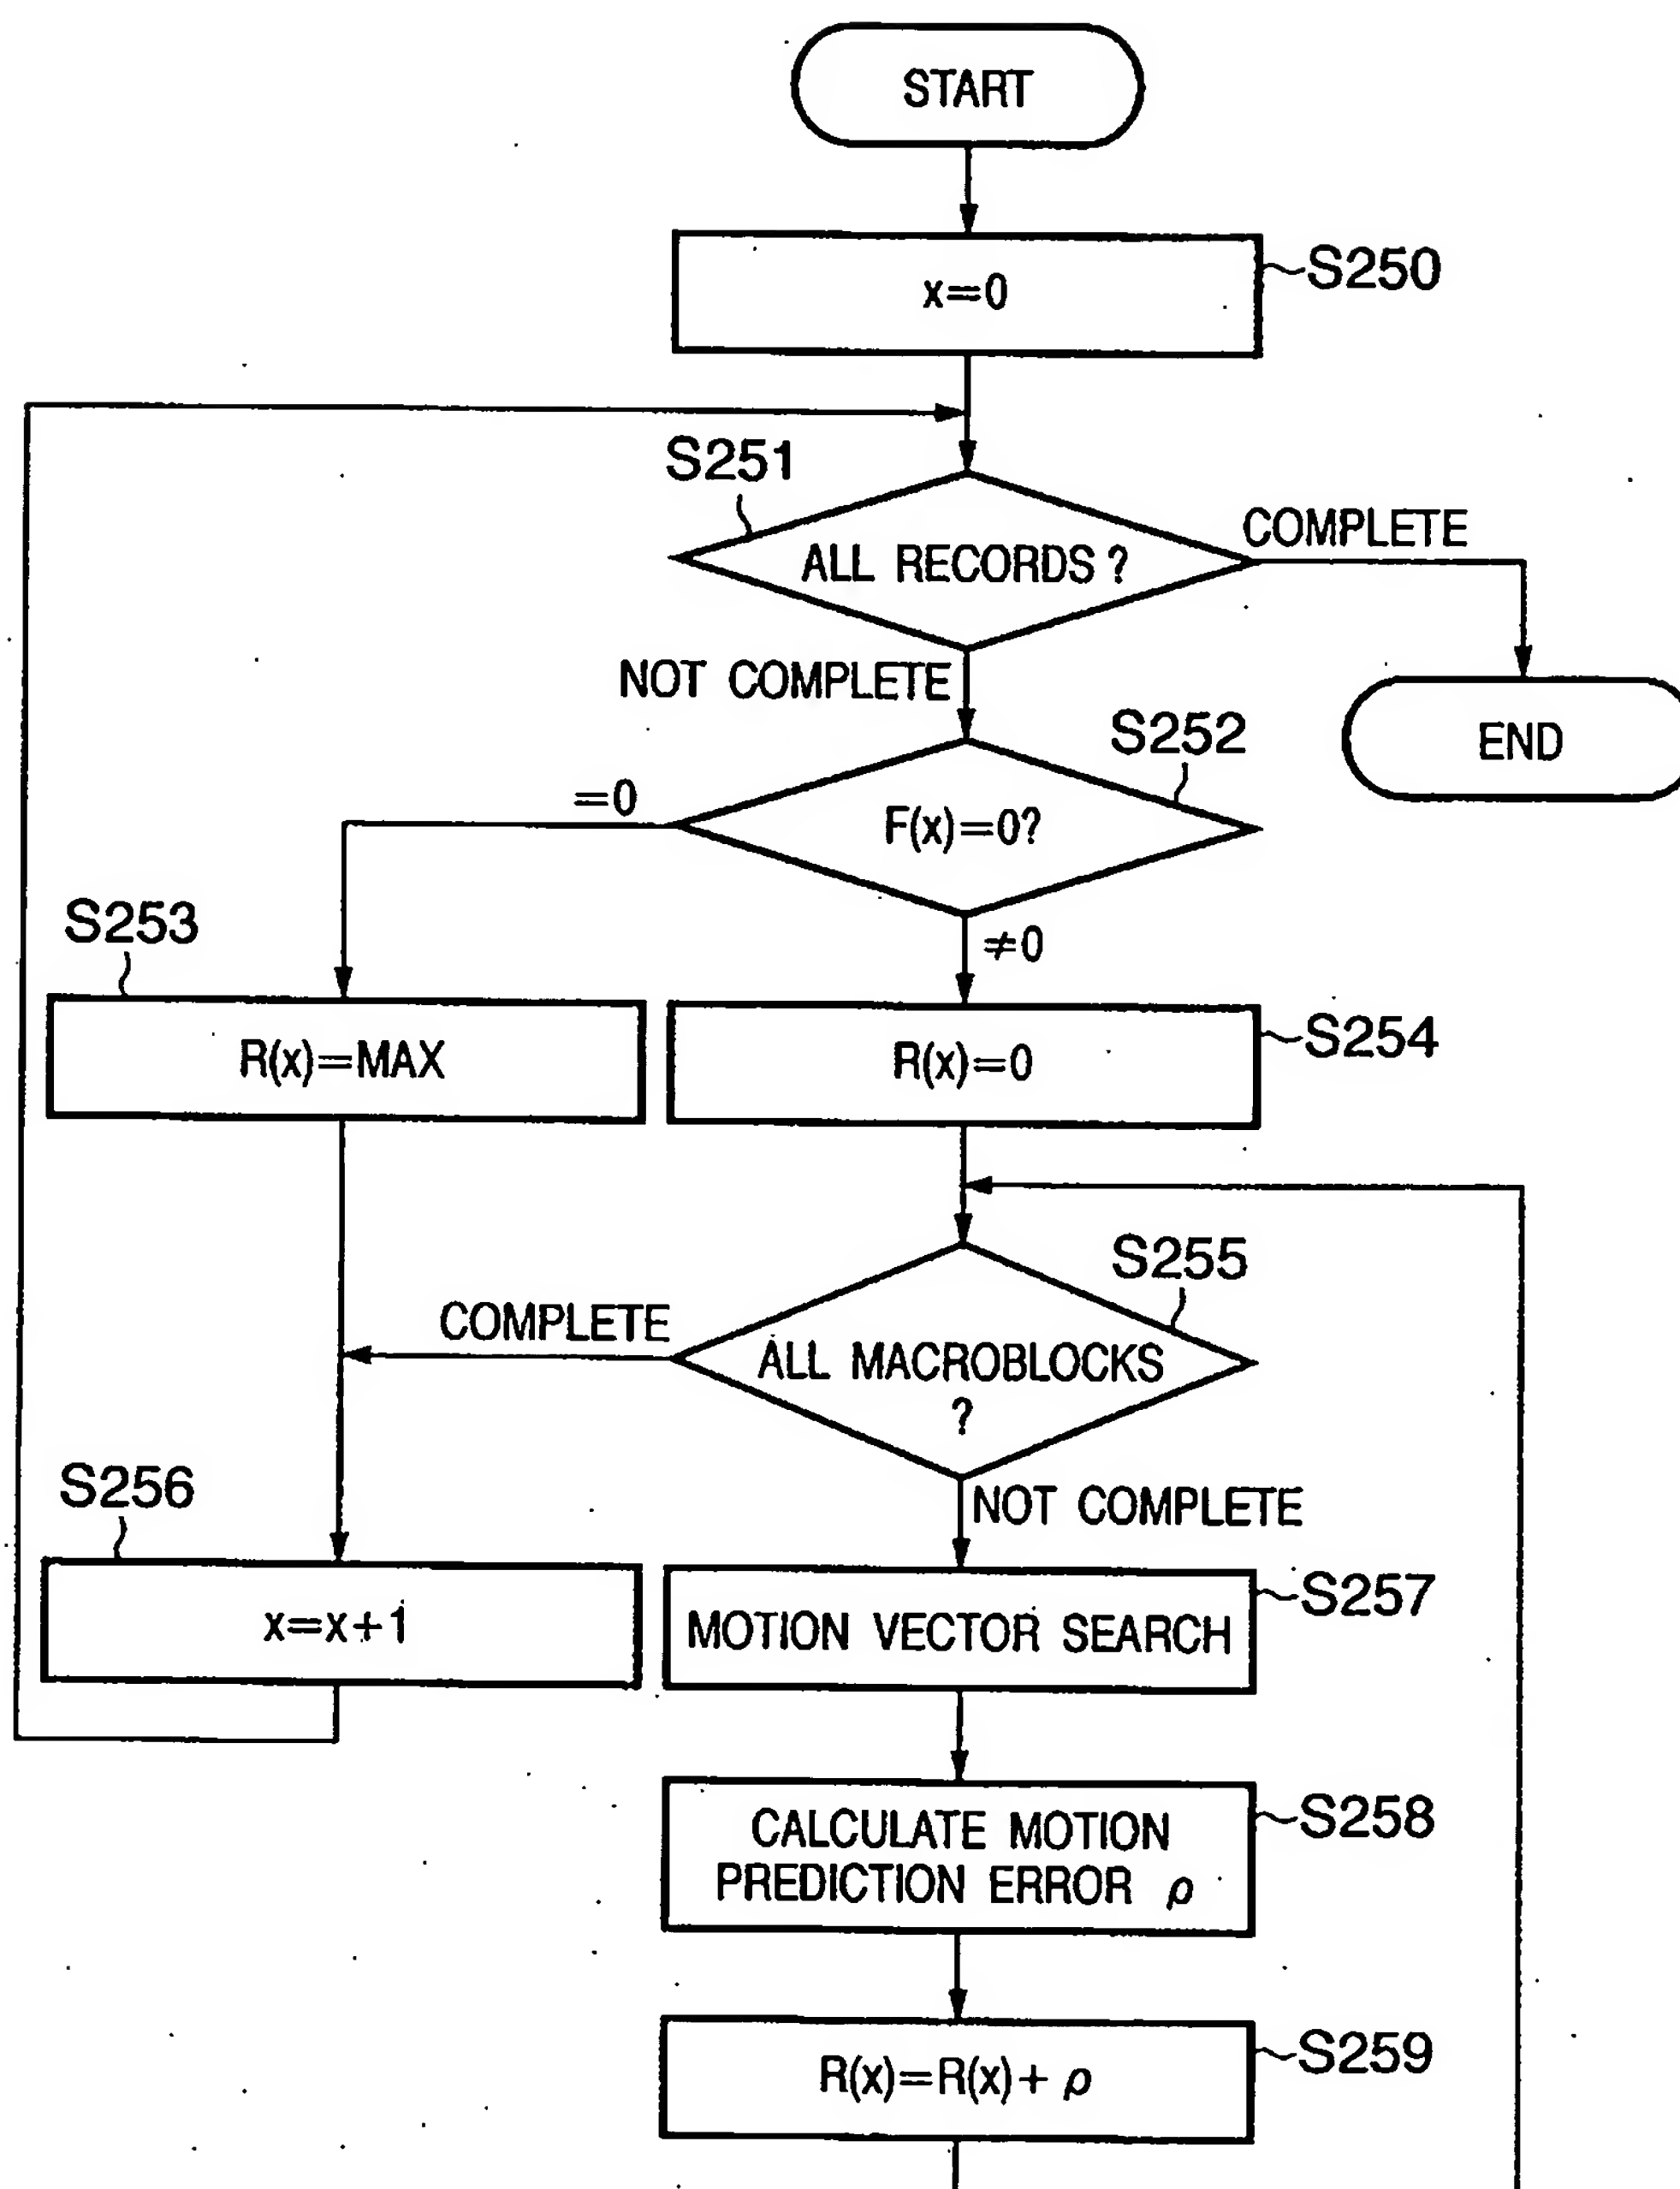 START
x=0
S250
S251
ALL RECORDS ?
COMPLETE
NOT COMPLETE
END
S252
=0
F(x)=0?
≠0
S253
R(x)=MAX
R(x)=0
S254
S255
COMPLETE
ALL MACROBLOCKS
?
NOT COMPLETE
S256
x=x+1
MOTION VECTOR SEARCH
S257
CALCULATE MOTION
PREDICTION ERROR ρ
S258
R(x)=R(x)+ ρ
S259